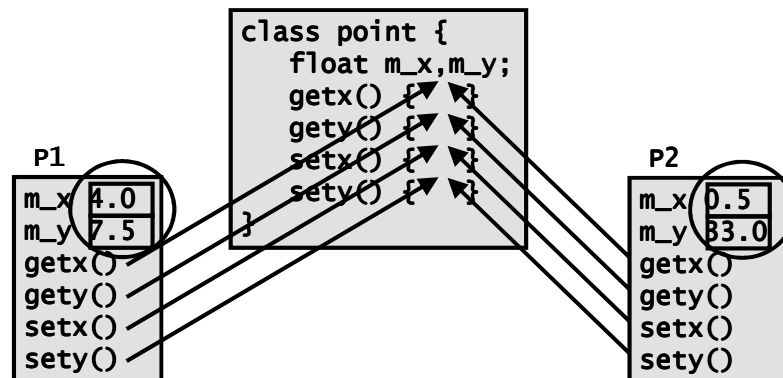 class point {
float m_x,m_y;
getx() { }
gety() { }
setx() { }
sety() { }
}
P1
m_x 4.0
m_y 7.5
getx()
gety()
setx()
sety()
P2
m_x 0.5
m_y 33.0
getx()
gety()
setx()
sety()